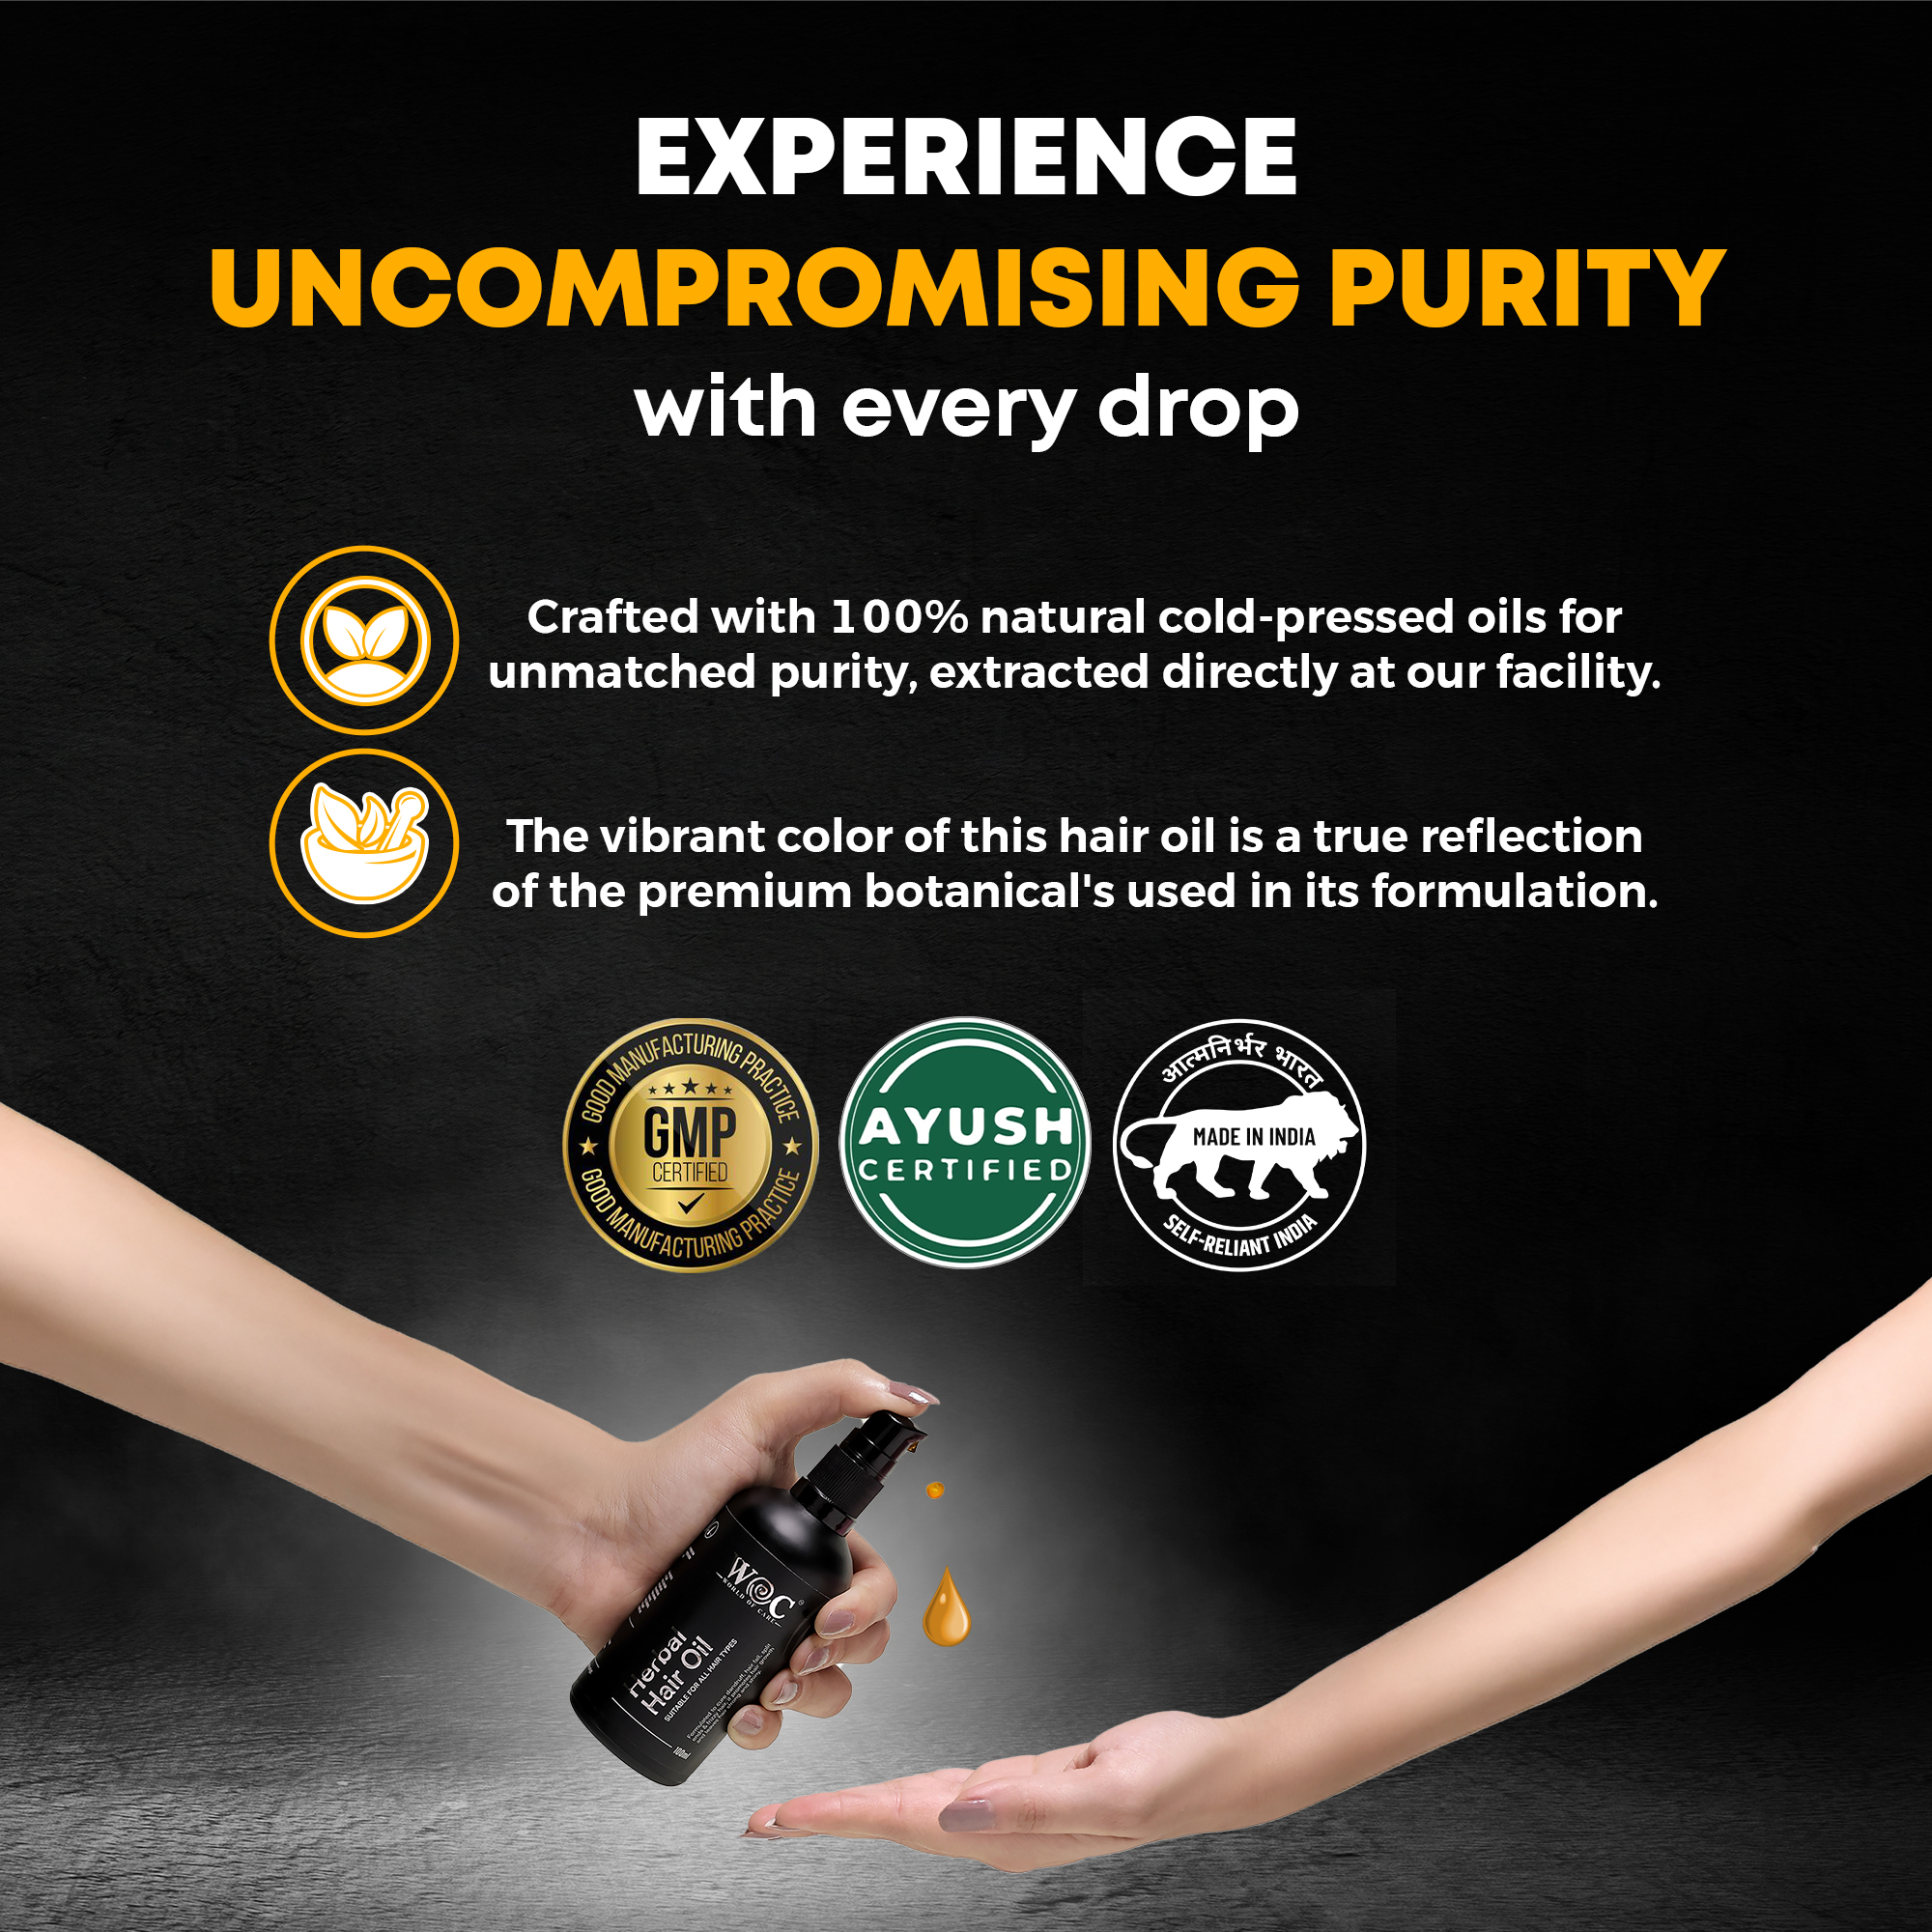 EXPERIENCE
UNCOMPROMISING PURITY
with every drop
Crafted with 100% natural cold-pressed oils for
unmatched purity, extracted directly at our facility.
The vibrant color of this hair oil is a true reflection
of the premium botanical's used in its formulation.
GOOD MANUFACTURING PRACTICE
GMP
CERTIFIED
GOOD MANUFACTURING PRACTICE
AYUSH
CERTIFIED
आत्मनिर्भर भारत
MADE IN INDIA
SELF-RELIANT INDIA
WOC
WORLD OF CARE
Herbal
Hair Oil
SUITABLE FOR ALL HAIR TYPES
100ml